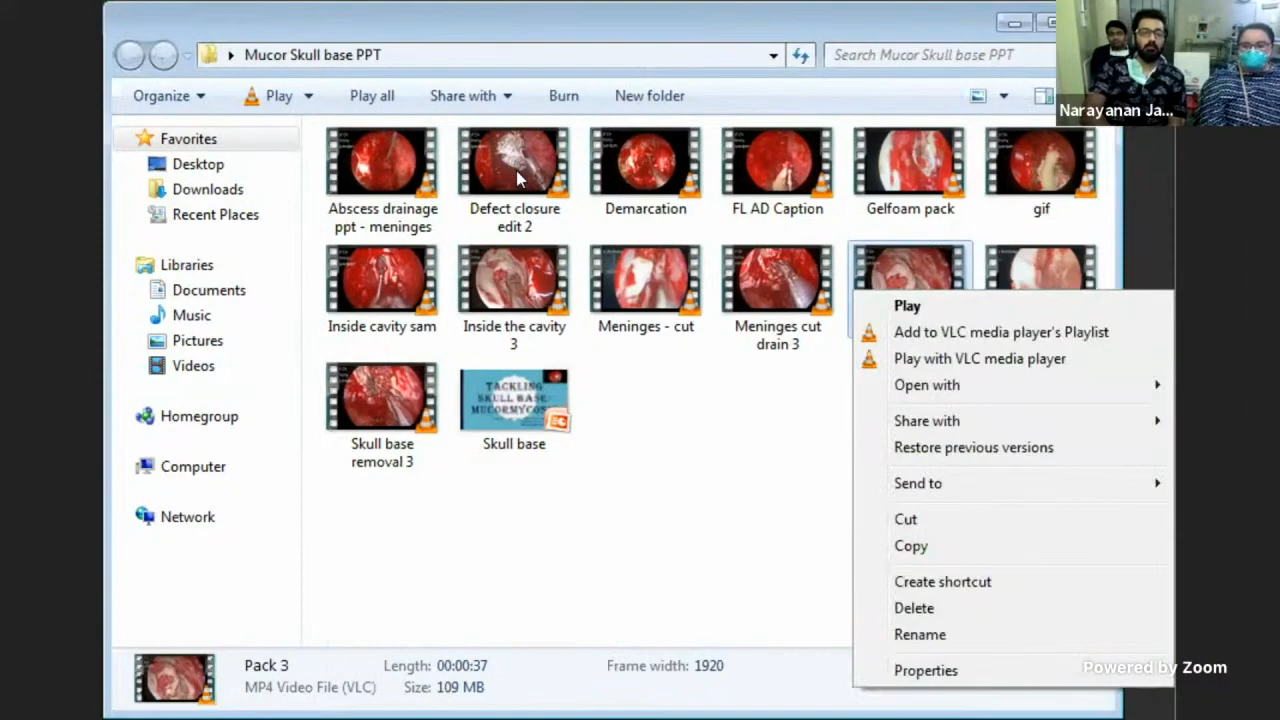 Mucor Skull base PPT
Search Mucor Skull base PPT
Organize
Play
Play all
Share with
Burn
New folder
Narayanan Ja...
Favorites
Desktop
Downloads
Recent Places
Libraries
Documents
Music
Pictures
Videos
Homegroup
Computer
Network
Abscess drainage
ppt - meninges
Defect closure
edit 2
Demarcation
FL AD Caption
Gelfoam pack
gif
Inside cavity sam
Inside the cavity
3
Meninges - cut
Meninges cut
drain 3
Skull base
removal 3
TACKLING
SKULL BASE
Skull base
Play
Add to VLC media player's Playlist
Play with VLC media player
Open with
Share with
Restore previous versions
Send to
Cut
Copy
Create shortcut
Delete
Rename
Properties
Pack 3
MP4 Video File (VLC)
Length: 00:00:37
Size: 109 MB
Frame width: 1920
Powered by Zoom